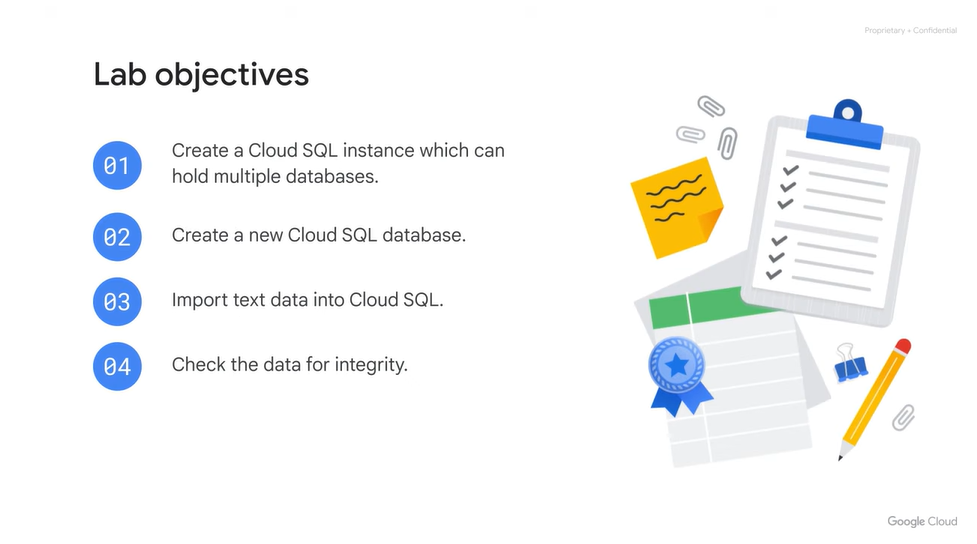 Proprietary + Confidential
Lab objectives
01
Create a Cloud SQL instance which can
hold multiple databases.
02
Create a new Cloud SQL database.
03
Import text data into Cloud SQL.
04
Check the data for integrity.
Google Cloud